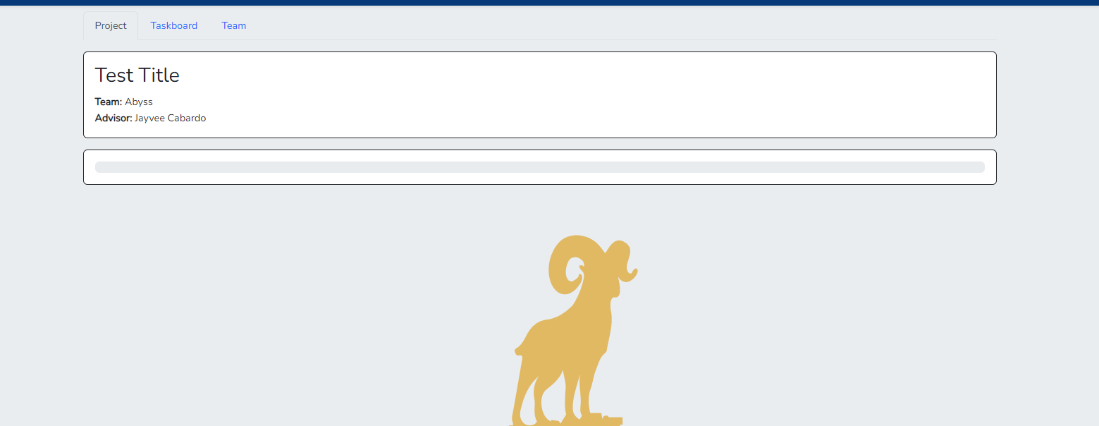 Project Taskboard Team
Test Title
Team: Abyss
Advisor: Jayvee Cabardo